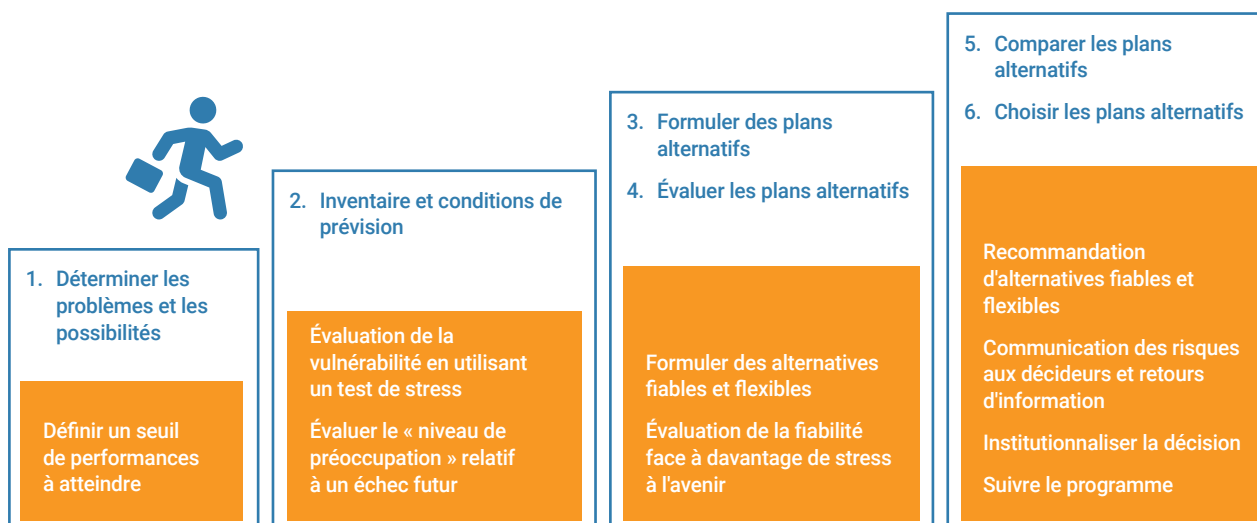 1. Déterminer les
problèmes et les
possibilités
Définir un seuil
de performances
à atteindre
2. Inventaire et conditions de
prévision
Évaluation de la
vulnérabilité en utilisant
un test de stress
Évaluer le « niveau de
préoccupation » relatif
à un échec futur
3. Formuler des plans
alternatifs
4. Évaluer les plans alternatifs
Formuler des alternatives
fiables et flexibles
Évaluation de la fiabilité
face à davantage de stress
à l'avenir
5. Comparer les plans
alternatifs
6. Choisir les plans alternatifs
Recommandation
d'alternatives fiables et
flexibles
Communication des risques
aux décideurs et retours
d'information
Institutionnaliser la décision
Suivre le programme